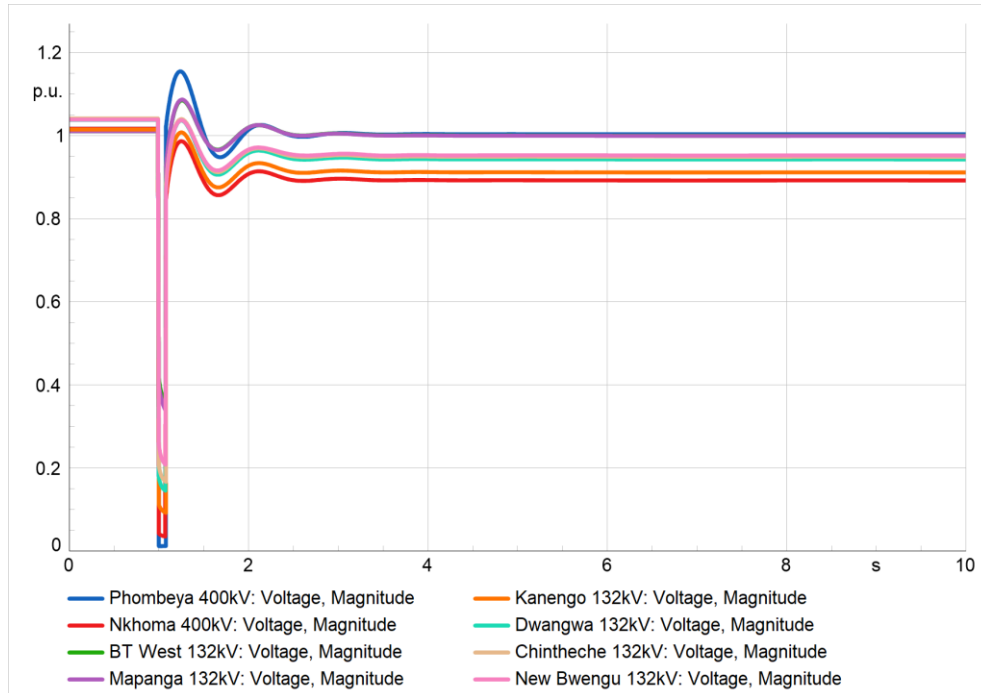 1.2
p.u.
1
0.8
0.6
0.4
0.2
0
0 2 4 6 8 s 10
Phombeya 400kV: Voltage, Magnitude
Kanengo 132kV: Voltage, Magnitude
Nkhoma 400kV: Voltage, Magnitude
Dwangwa 132kV: Voltage, Magnitude
BT West 132kV: Voltage, Magnitude
Chintheche 132kV: Voltage, Magnitude
Mapanga 132kV: Voltage, Magnitude
New Bwengu 132kV: Voltage, Magnitude